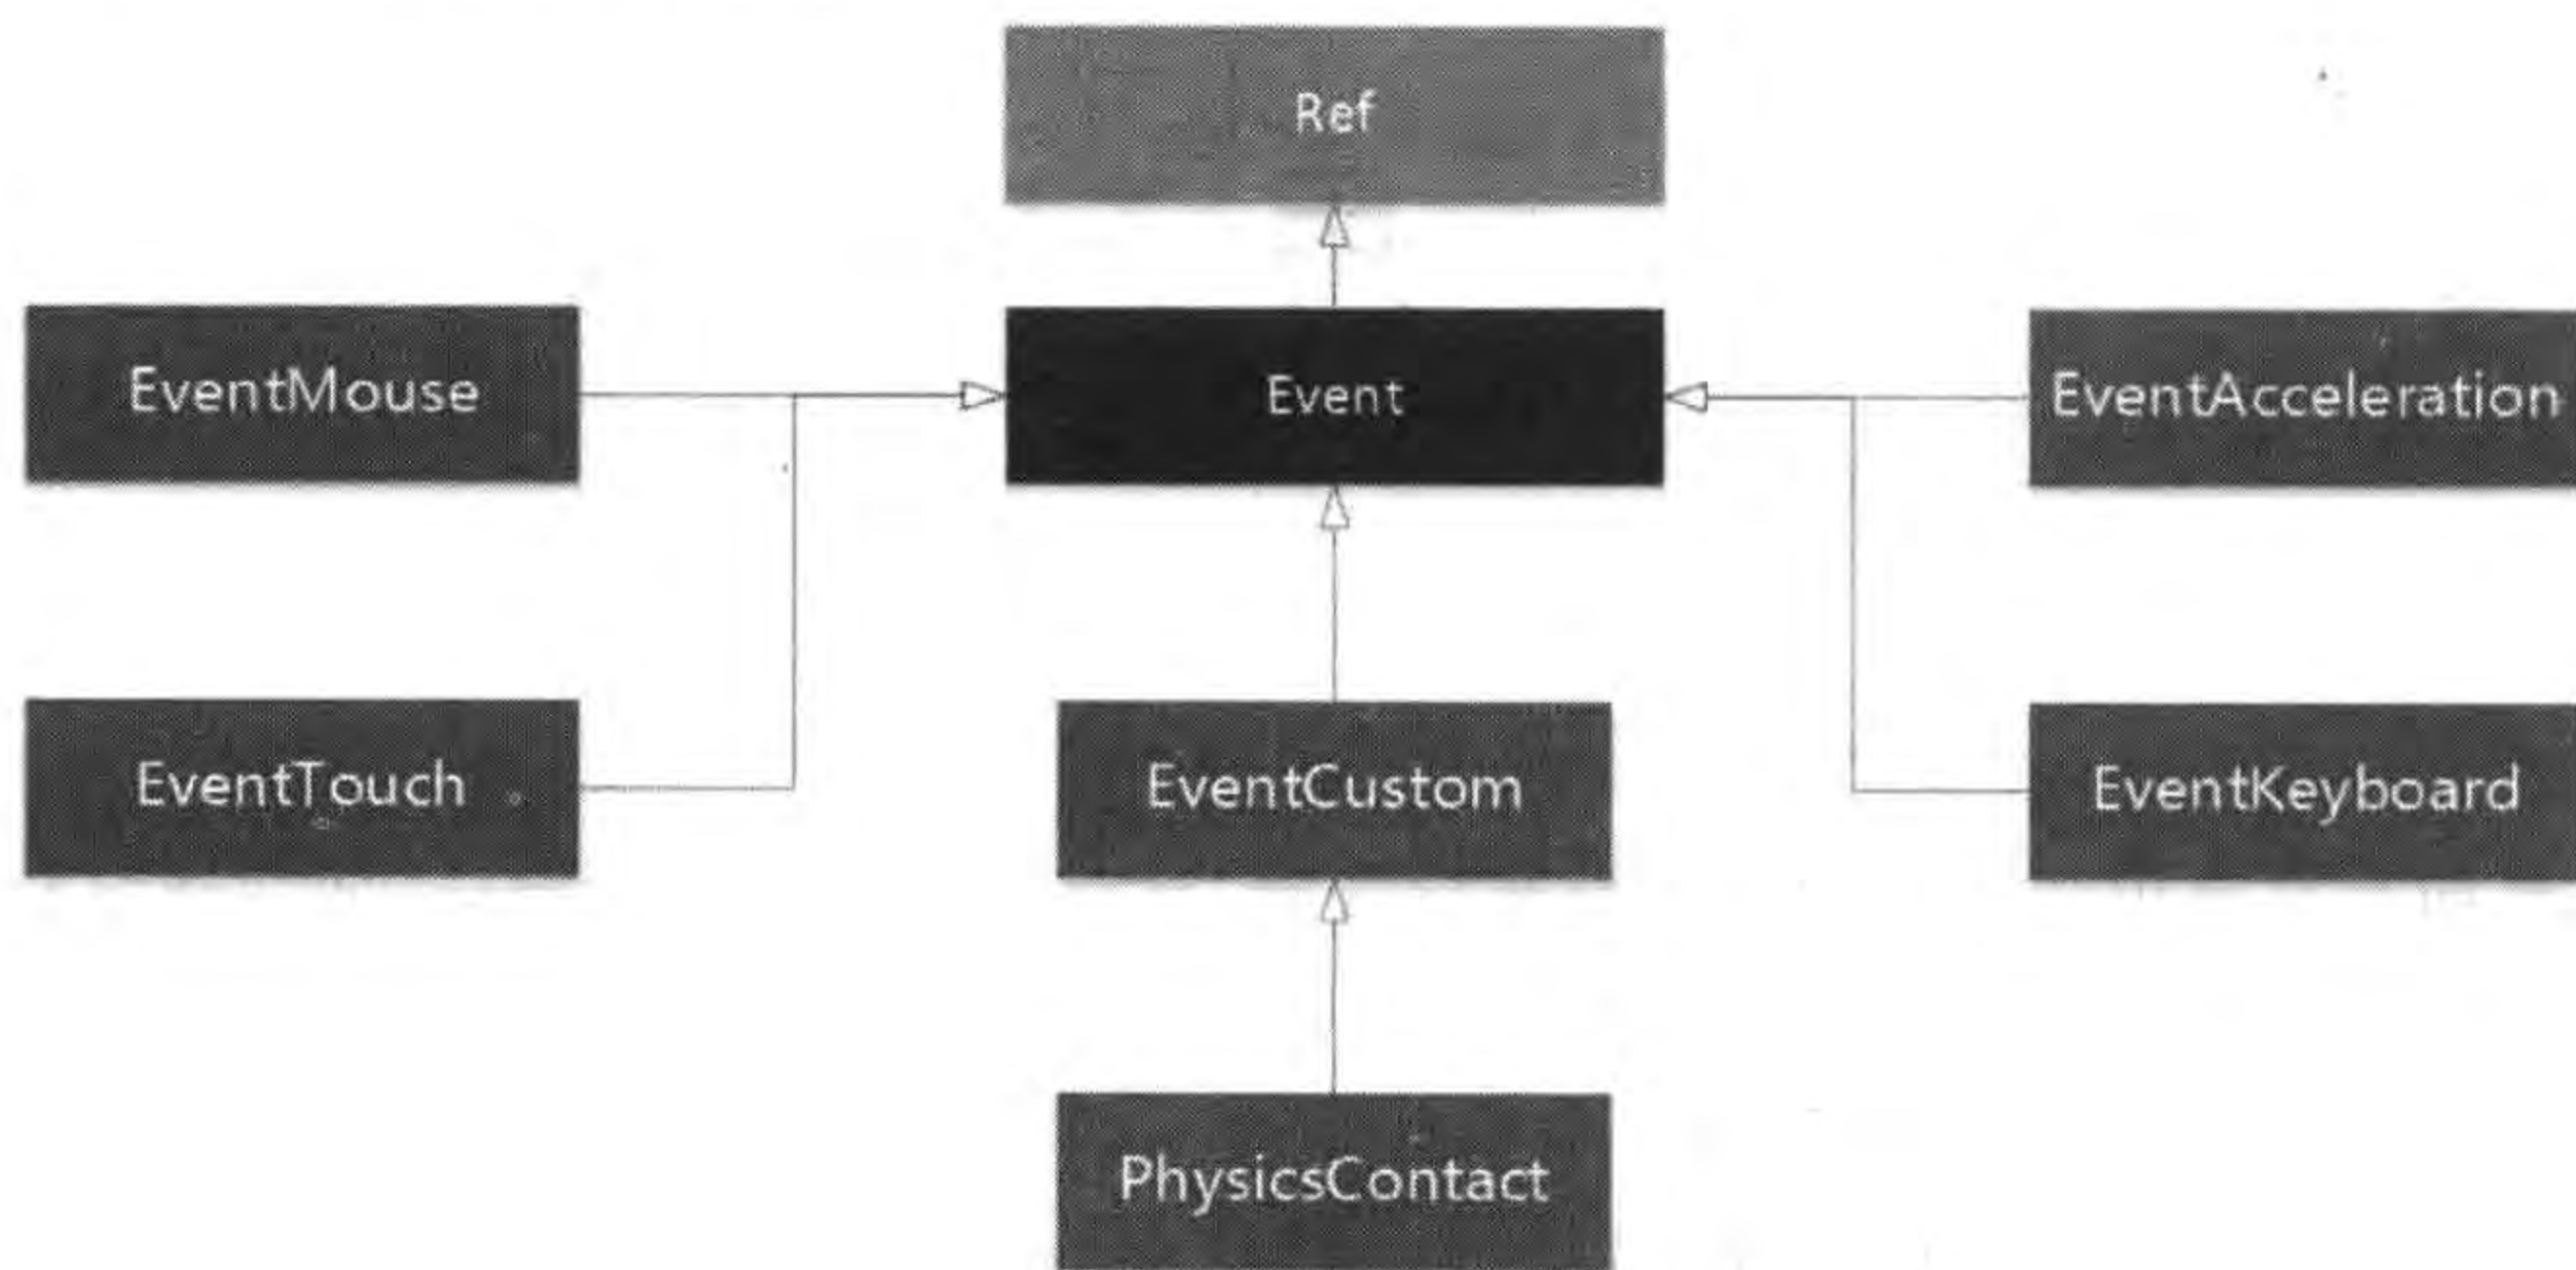 Ref
EventMouse
Event
EventAcceleration
EventTouch
EventCustom
EventKeyboard
PhysicsContact